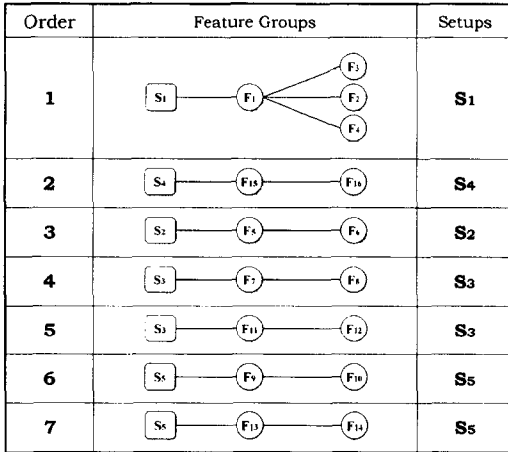 Order Feature Groups Setups
F3
1 S1 F1 F2 S1
F4
2 S4 F15 F16 S4
3 S2 F5 F6 S2
4 S3 F7 F8 S3
5 S3 F11 F12 S3
6 S5 F9 F10 S5
7 S5 F13 F14 S5